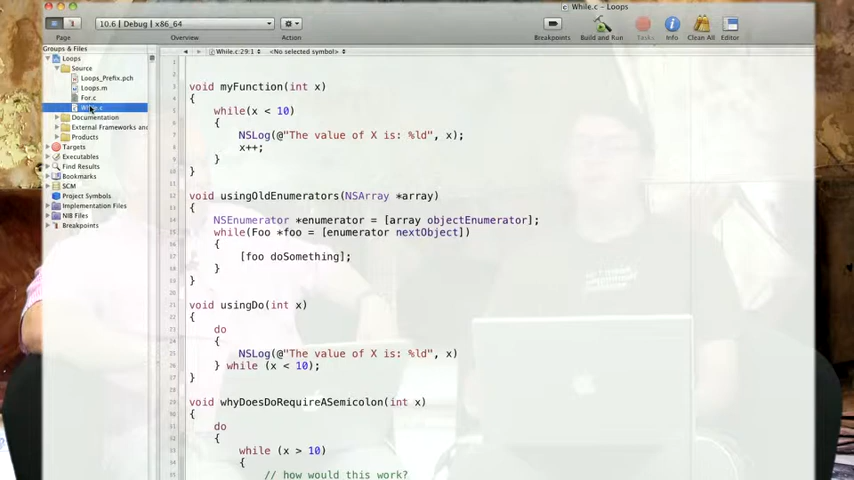 While.c - Loops
10.6 | Debug | x86_64
Page
Overview
Action
Breakpoints
Build and Run
Tasks
Info
Clean All
Editor
Groups & Files
While.c:29:1
<No selected symbol>
Loops
Source
Loops_Prefix.pch
Loops.m
For.c
While.c
Documentation
External Frameworks and
Products
Targets
Executables
Find Results
Bookmarks
SCM
Project Symbols
Implementation Files
NIB Files
Breakpoints
void myFunction(int x)
{
while(x < 10)
{
NSLog(@"The value of X is: %ld", x);
x++;
}
}
void usingOldEnumerators(NSArray *array)
{
NSEnumerator *enumerator = [array objectEnumerator];
while(Foo *foo = [enumerator nextObject])
{
[foo doSomething];
}
}
void usingDo(int x)
{
do
{
NSLog(@"The value of X is: %ld", x)
} while (x < 10);
}
void whyDoesDoRequireASemicolon(int x)
{
do
{
while (x > 10)
{
// how would this work?